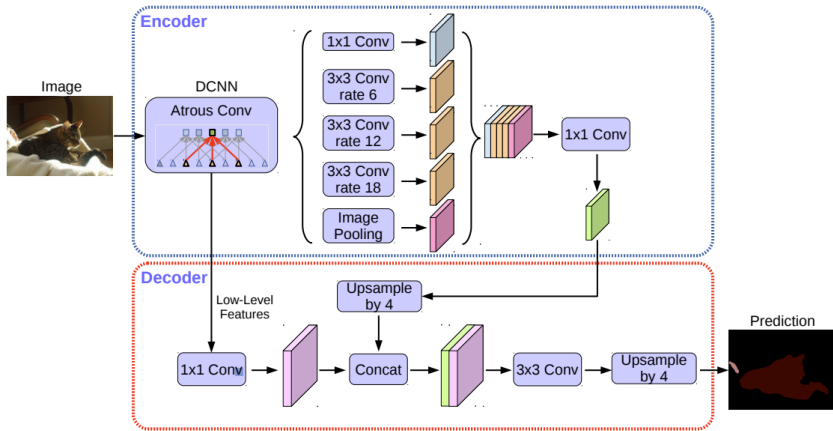 Encoder
Image
DCNN
Atrous Conv
1x1 Conv
3x3 Conv
rate 6
3x3 Conv
rate 12
3x3 Conv
rate 18
Image
Pooling
1x1 Conv
Decoder
Low-Level
Features
Upsample
by 4
1x1 Conv
Concat
3x3 Conv
Upsample
by 4
Prediction